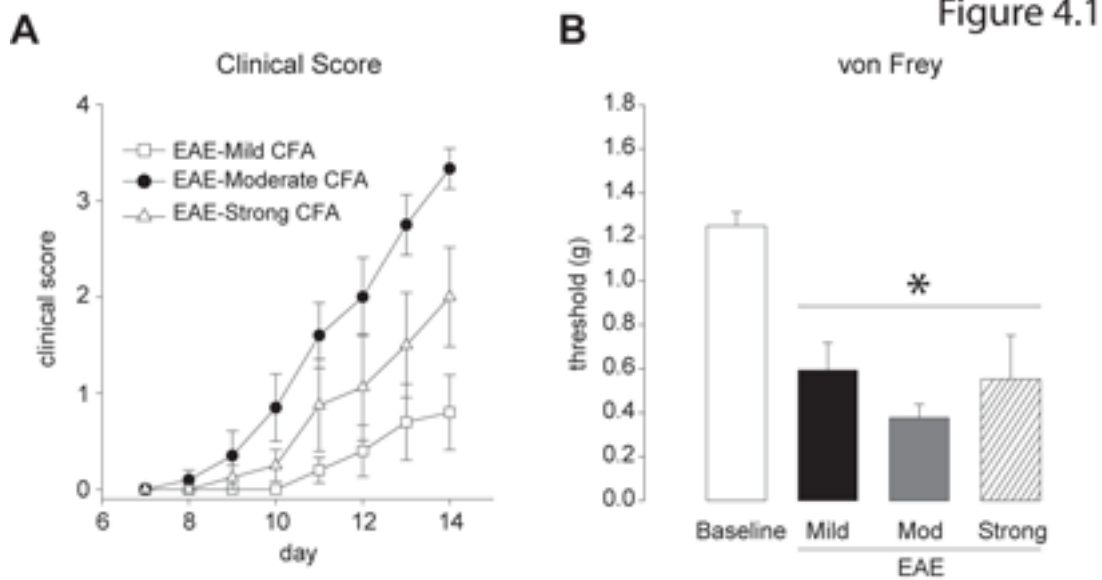 Figure 4.1
A
Clinical Score
4
3
2
1
0
clinical score
EAE-Mild CFA
EAE-Moderate CFA
EAE-Strong CFA
6
8
10
12
14
day
B
von Frey
1.8
1.6
1.4
1.2
1.0
0.8
0.6
0.4
0.2
0.0
threshold (g)
*
Baseline
Mild
Mod
Strong
EAE